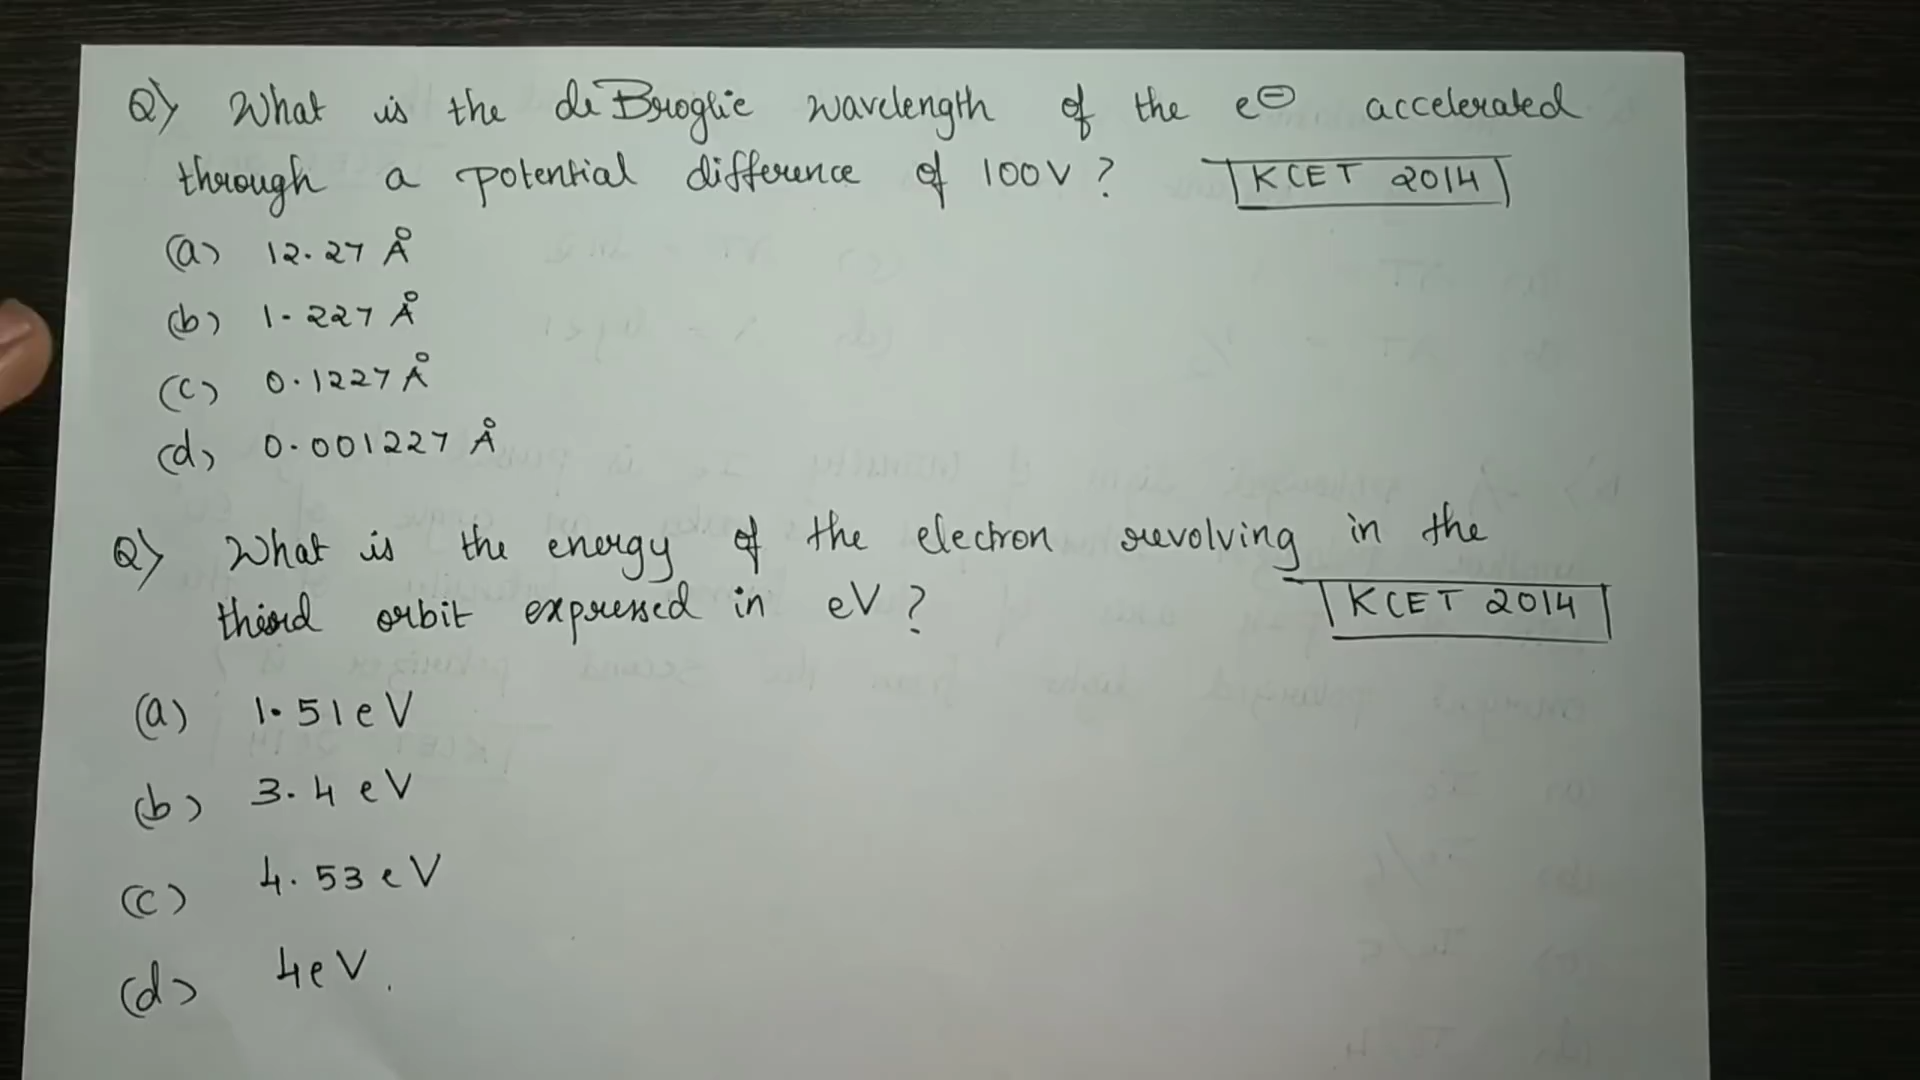 Q) What is the de Broglie wavelength of the e⊖ accelerated
through a potential difference of 100V? KCET 2014
(a) 12.27 Å
(b) 1.227 Å
(c) 0.1227 Å
(d) 0.001227 Å
Q) What is the energy of the electron revolving in the
third orbit expressed in eV? KCET 2014
(a) 1.51 eV
(b) 3.4 eV
(c) 4.53 eV
(d) 4eV.